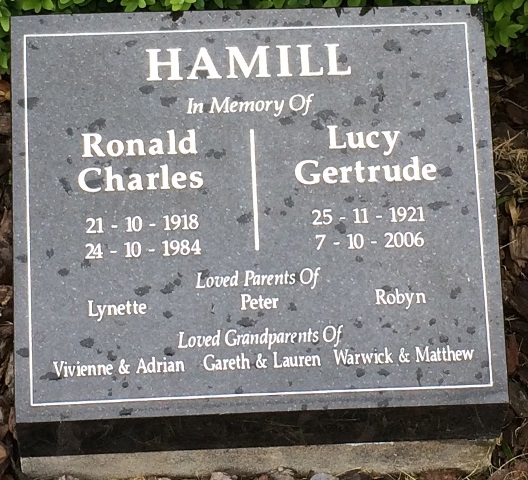 HAMILL
In Memory Of
Ronald Charles
21 - 10 - 1918
24 - 10 - 1984
Lucy Gertrude
25 - 11 - 1921
7 - 10 - 2006
Loved Parents Of
Lynette Peter Robyn
Loved Grandparents Of
Vivienne & Adrian Gareth & Lauren Warwick & Matthew